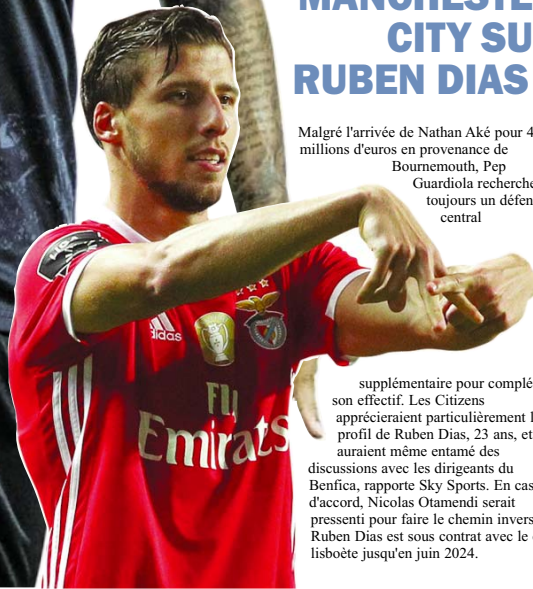 MANCHESTE
CITY SU
RUBEN DIAS
Malgré l'arrivée de Nathan Aké pour 4
millions d'euros en provenance de
Bournemouth, Pep
Guardiola recherche
toujours un défen
central
supplémentaire pour complé
son effectif. Les Citizens
apprécieraient particulièrement l
profil de Ruben Dias, 23 ans, et
auraient même entamé des
discussions avec les dirigeants du
Benfica, rapporte Sky Sports. En cas
d'accord, Nicolas Otamendi serait
pressenti pour faire le chemin invers
Ruben Dias est sous contrat avec le
lisboète jusqu'en juin 2024.
adidas
Fly
Emirates